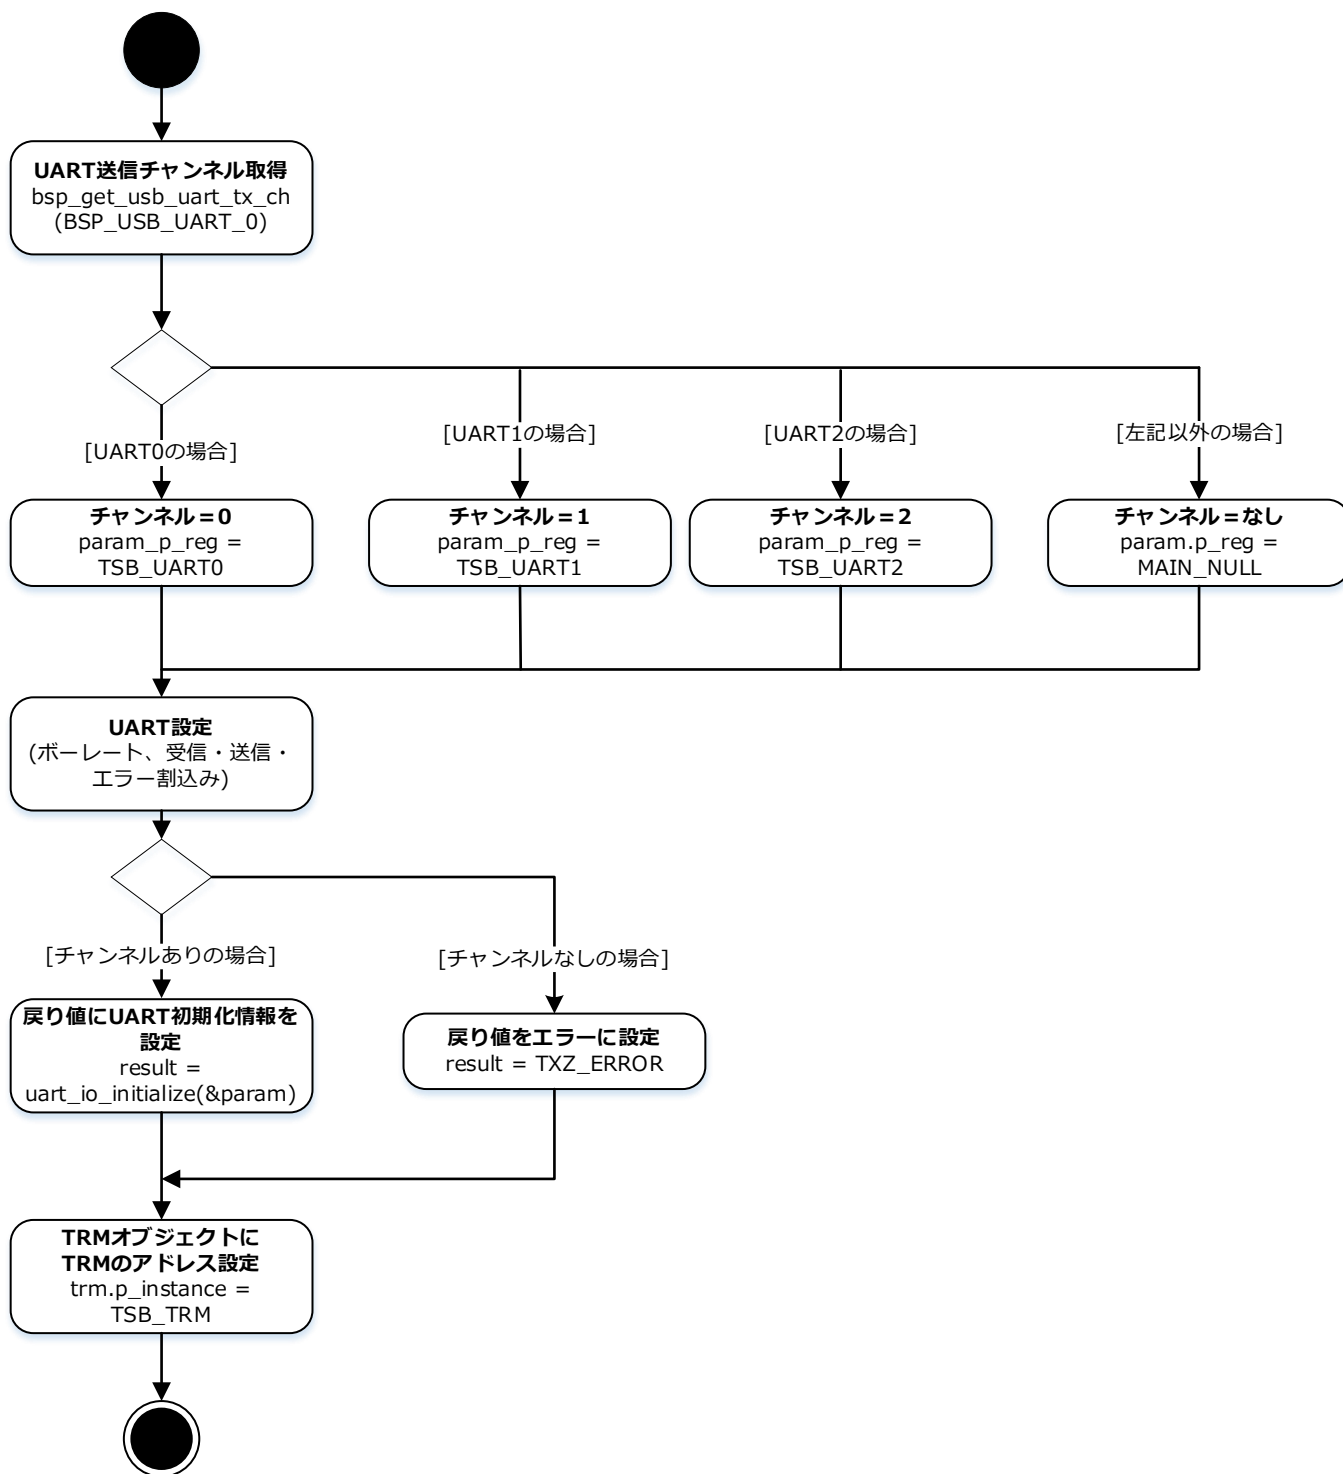 UART送信チャンネル取得
bsp_get_usb_uart_tx_ch
(BSP_USB_UART_0)
[UART0の場合]
[UART1の場合]
[UART2の場合]
[左記以外の場合]
チャンネル＝0
param_p_reg =
TSB_UART0
チャンネル＝1
param_p_reg =
TSB_UART1
チャンネル＝2
param_p_reg =
TSB_UART2
チャンネル＝なし
param.p_reg =
MAIN_NULL
UART設定
(ボーレート、受信・送信・
エラー割込み)
[チャンネルありの場合]
[チャンネルなしの場合]
戻り値にUART初期化情報を
設定
result =
uart_io_initialize(&param)
戻り値をエラーに設定
result = TXZ_ERROR
TRMオブジェクトに
TRMのアドレス設定
trm.p_instance =
TSB_TRM